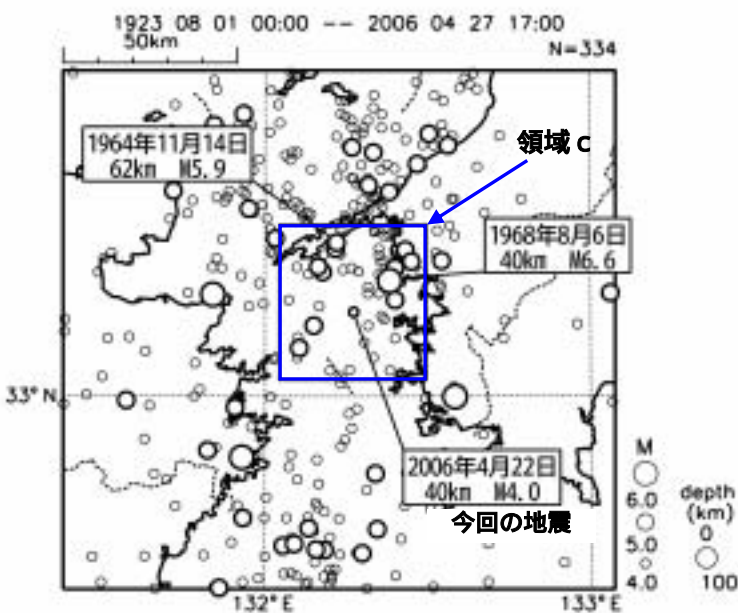 1923 08 01 00:00 -- 2006 04 27 17:00
50km
N=334
1964年11月14日
62km M5.9
領域 c
1968年8月6日
40km M6.6
33°N
2006年4月22日
40km M4.0
今回の地震
M
6.0
5.0
4.0
depth
(km)
0
100
132°E
133°E